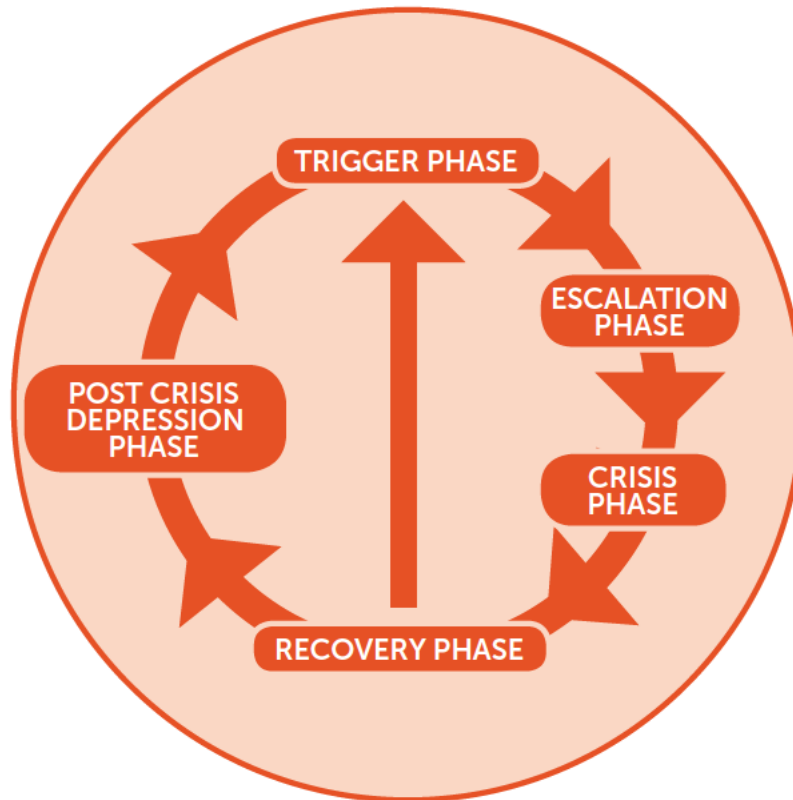 TRIGGER PHASE
ESCALATION
PHASE
CRISIS
PHASE
RECOVERY PHASE
POST CRISIS
DEPRESSION
PHASE